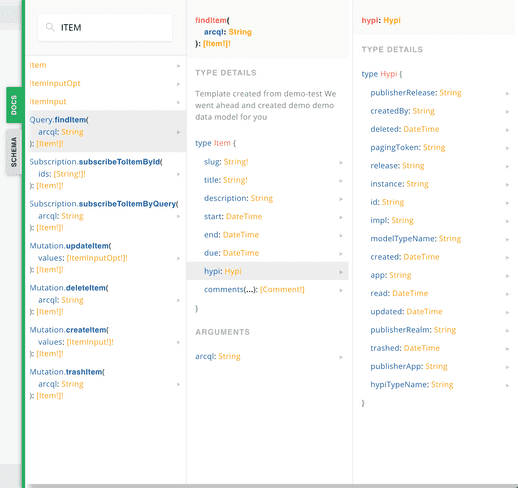 DOCS
SCHEMA
ITEM
Item
ItemInputOpt
ItemInput
Query.findItem(
arcql: String
): [Item!]!
Subscription.subscribeToItemById(
ids: [String!]!
): [Item!]!
Subscription.subscribeToItemByQuery(
arcql: String
): [Item!]!
Mutation.updateItem(
values: [ItemInputOpt!]!
): [Item!]!
Mutation.deleteItem(
arcql: String
): [Item!]!
Mutation.createItem(
values: [ItemInput!]!
): [Item!]!
Mutation.trashItem(
arcql: String
): [Item!]!
findItem(
arcql: String
): [Item!]!
TYPE DETAILS
Template created from demo-test We
went ahead and created demo demo
data model for you
type Item {
slug: String!
title: String!
description: String
start: DateTime
end: DateTime
due: DateTime
hypi: Hypi
comments(...): [Comment!]
}
ARGUMENTS
arcql: String
hypi: Hypi
TYPE DETAILS
type Hypi {
publisherRelease: String
createdBy: String
deleted: DateTime
pagingToken: String
release: String
instance: String
id: String
impl: String
modelTypeName: String
created: DateTime
app: String
read: DateTime
updated: DateTime
publisherRealm: String
trashed: DateTime
publisherApp: String
hypiTypeName: String
}